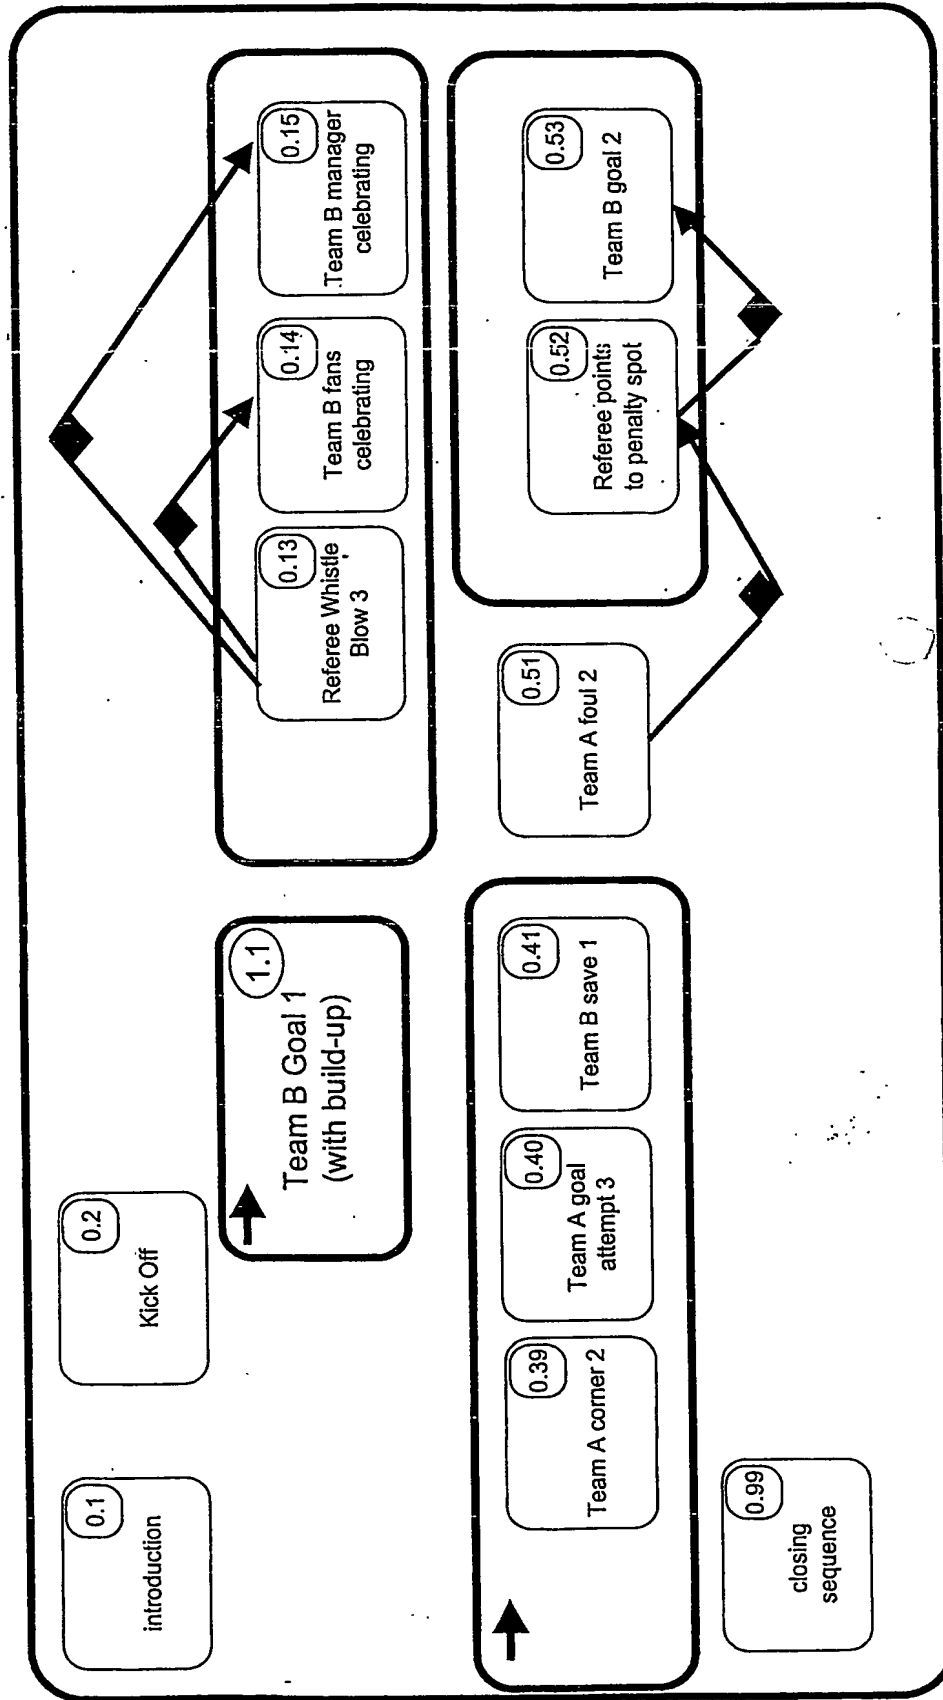 0.1
introduction
0.2
Kick Off
1.1
Team B Goal 1
(with build-up)
0.13
Referee Whistle
Blow 3
0.14
Team B fans
celebrating
0.15
Team B manager
celebrating
0.39
Team A corner 2
0.40
Team A goal
attempt 3
0.41
Team B save 1
0.51
Team A foul 2
0.52
Referee points
to penalty spot
0.53
Team B goal 2
0.99
closing
sequence